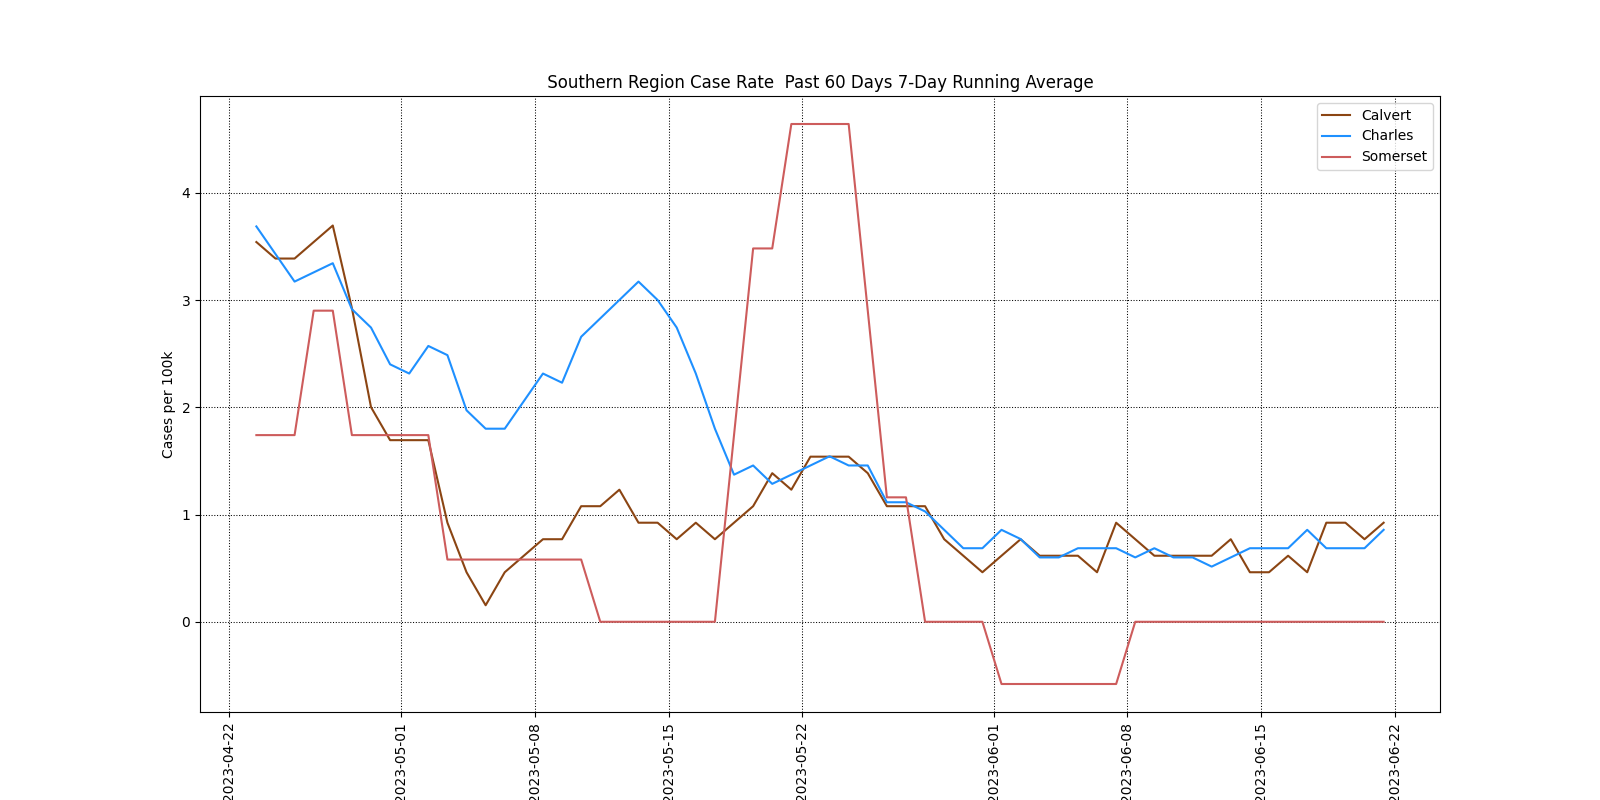 Southern Region Case Rate  Past 60 Days 7-Day Running Average
Calvert
Charles
Somerset
Cases per 100k
4
3
2
1
0
2023-04-22
2023-05-01
2023-05-08
2023-05-15
2023-05-22
2023-06-01
2023-06-08
2023-06-15
2023-06-22